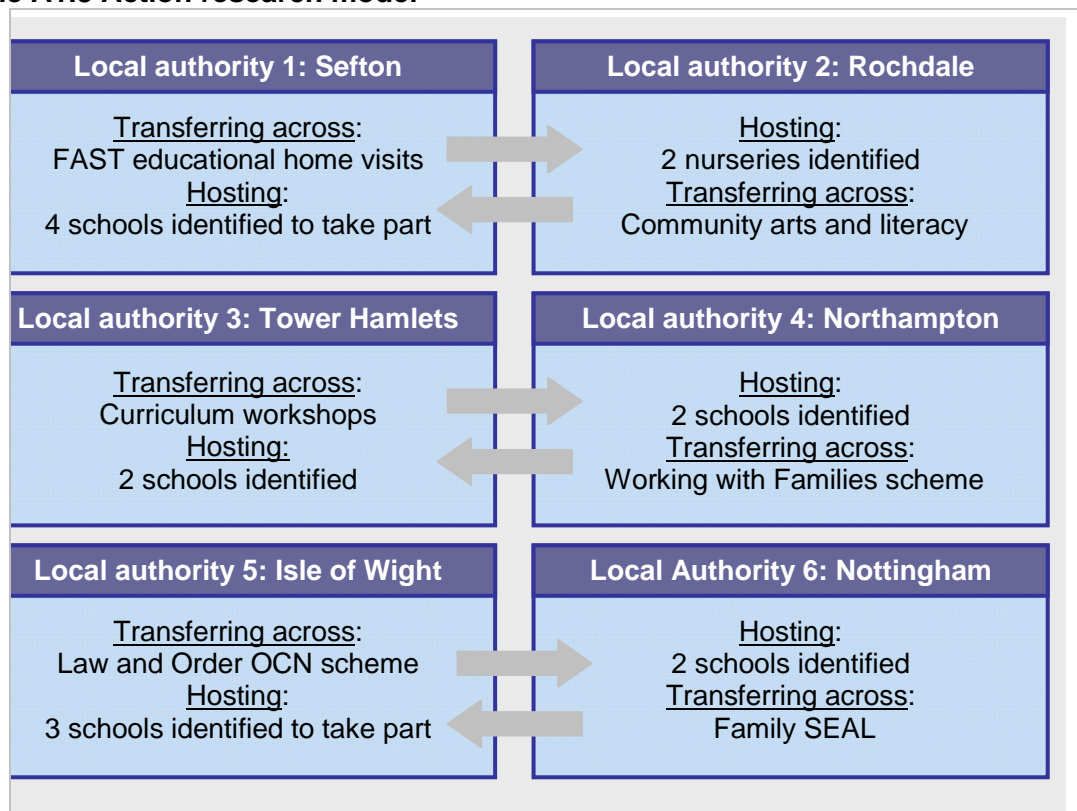 Action research model
Local authority 1: Sefton
Transferring across:
FAST educational home visits
Hosting:
4 schools identified to take part
Local authority 2: Rochdale
Hosting:
2 nurseries identified
Transferring across:
Community arts and literacy
Local authority 3: Tower Hamlets
Transferring across:
Curriculum workshops
Hosting:
2 schools identified
Local authority 4: Northampton
Hosting:
2 schools identified
Transferring across:
Working with Families scheme
Local authority 5: Isle of Wight
Transferring across:
Law and Order OCN scheme
Hosting:
3 schools identified to take part
Local Authority 6: Nottingham
Hosting:
2 schools identified
Transferring across:
Family SEAL